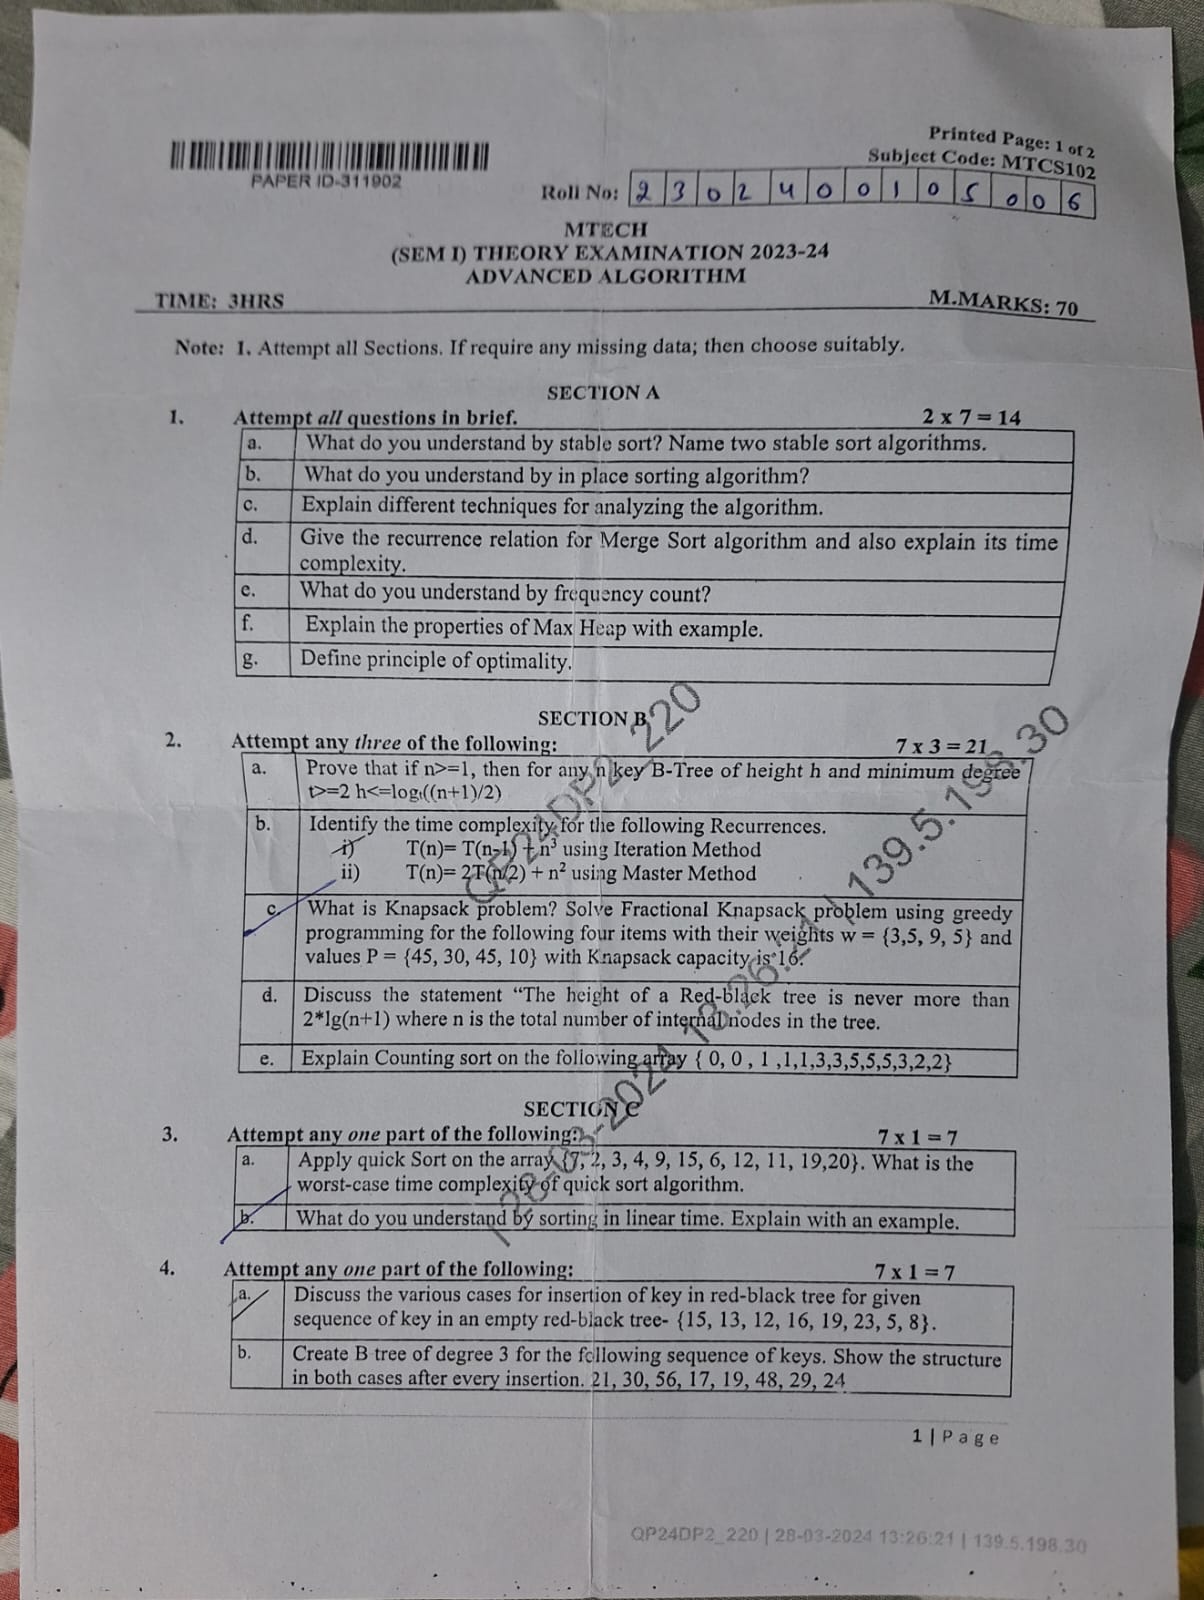 Printed Page: 1 of 2
Subject Code: MTCS102
PAPER ID-311902
Roll No: 2 3 0 2 4 0 0 1 0 5 0 0 6
MTECH
(SEM I) THEORY EXAMINATION 2023-24
ADVANCED ALGORITHM
TIME: 3HRS M.MARKS: 70
Note: 1. Attempt all Sections. If require any missing data; then choose suitably.
SECTION A
1. Attempt all questions in brief. 2 x 7 = 14
a. What do you understand by stable sort? Name two stable sort algorithms.
b. What do you understand by in place sorting algorithm?
c. Explain different techniques for analyzing the algorithm.
d. Give the recurrence relation for Merge Sort algorithm and also explain its time
complexity.
e. What do you understand by frequency count?
f. Explain the properties of Max Heap with example.
g. Define principle of optimality.
SECTION B
2. Attempt any three of the following: 7 x 3 = 21
a. Prove that if n>=1, then for any n key B-Tree of height h and minimum degree
t>=2 h<=logₜ((n+1)/2)
b. Identify the time complexity for the following Recurrences.
i) T(n)= T(n-1) + n³ using Iteration Method
ii) T(n)= 2T(n/2) + n² using Master Method
c. What is Knapsack problem? Solve Fractional Knapsack problem using greedy
programming for the following four items with their weights w = {3,5, 9, 5} and
values P = {45, 30, 45, 10} with Knapsack capacity is 16.
d. Discuss the statement “The height of a Red-black tree is never more than
2*lg(n+1) where n is the total number of internal nodes in the tree.
e. Explain Counting sort on the following array { 0, 0 , 1 ,1,1,3,3,5,5,5,3,2,2}
SECTION C
3. Attempt any one part of the following: 7 x 1 = 7
a. Apply quick Sort on the array {7, 2, 3, 4, 9, 15, 6, 12, 11, 19,20}. What is the
worst-case time complexity of quick sort algorithm.
b. What do you understand by sorting in linear time. Explain with an example.
4. Attempt any one part of the following: 7 x 1 = 7
a. Discuss the various cases for insertion of key in red-black tree for given
sequence of key in an empty red-black tree- {15, 13, 12, 16, 19, 23, 5, 8}.
b. Create B tree of degree 3 for the following sequence of keys. Show the structure
in both cases after every insertion. 21, 30, 56, 17, 19, 48, 29, 24
1 | Page
QP24DP2_220 | 28-03-2024 13:26:21 | 139.5.198.30
QP24DP2_220
| 28-03-2024 13:26:21 | 139.5.198.30